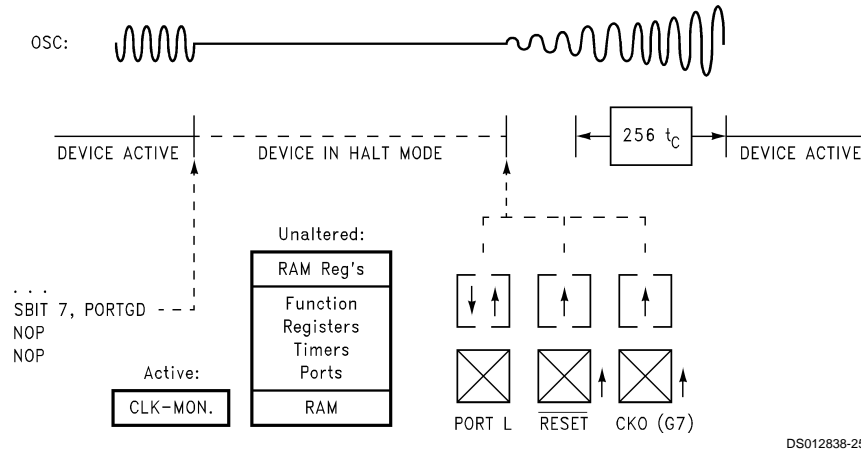 OSC:
256 tC
DEVICE ACTIVE
DEVICE IN HALT MODE
DEVICE ACTIVE
Unaltered:
RAM Reg's
Function
Registers
Timers
Ports
RAM
. . .
SBIT 7, PORTGD
NOP
NOP
Active:
CLK-MON.
PORT L
RESET
CKO (G7)
DS012838-25